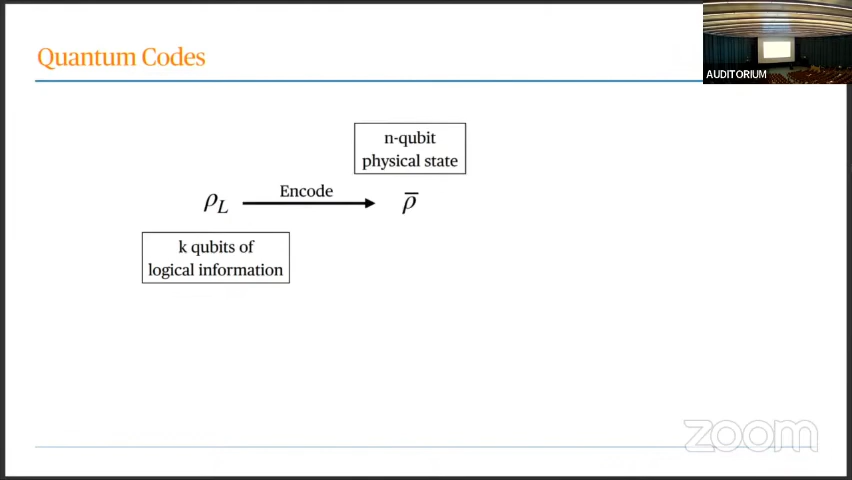 Quantum Codes
AUDITORIUM
n-qubit
physical state
Encode
ρ_L
ρ̅
k qubits of
logical information
zoom